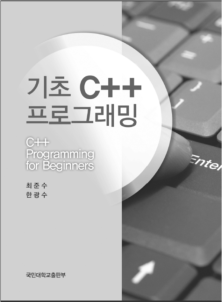 기초 C++
프로그래밍
C++
Programming
for Beginners
최 준 수
한 광 수
국민대학교출판부
Enter